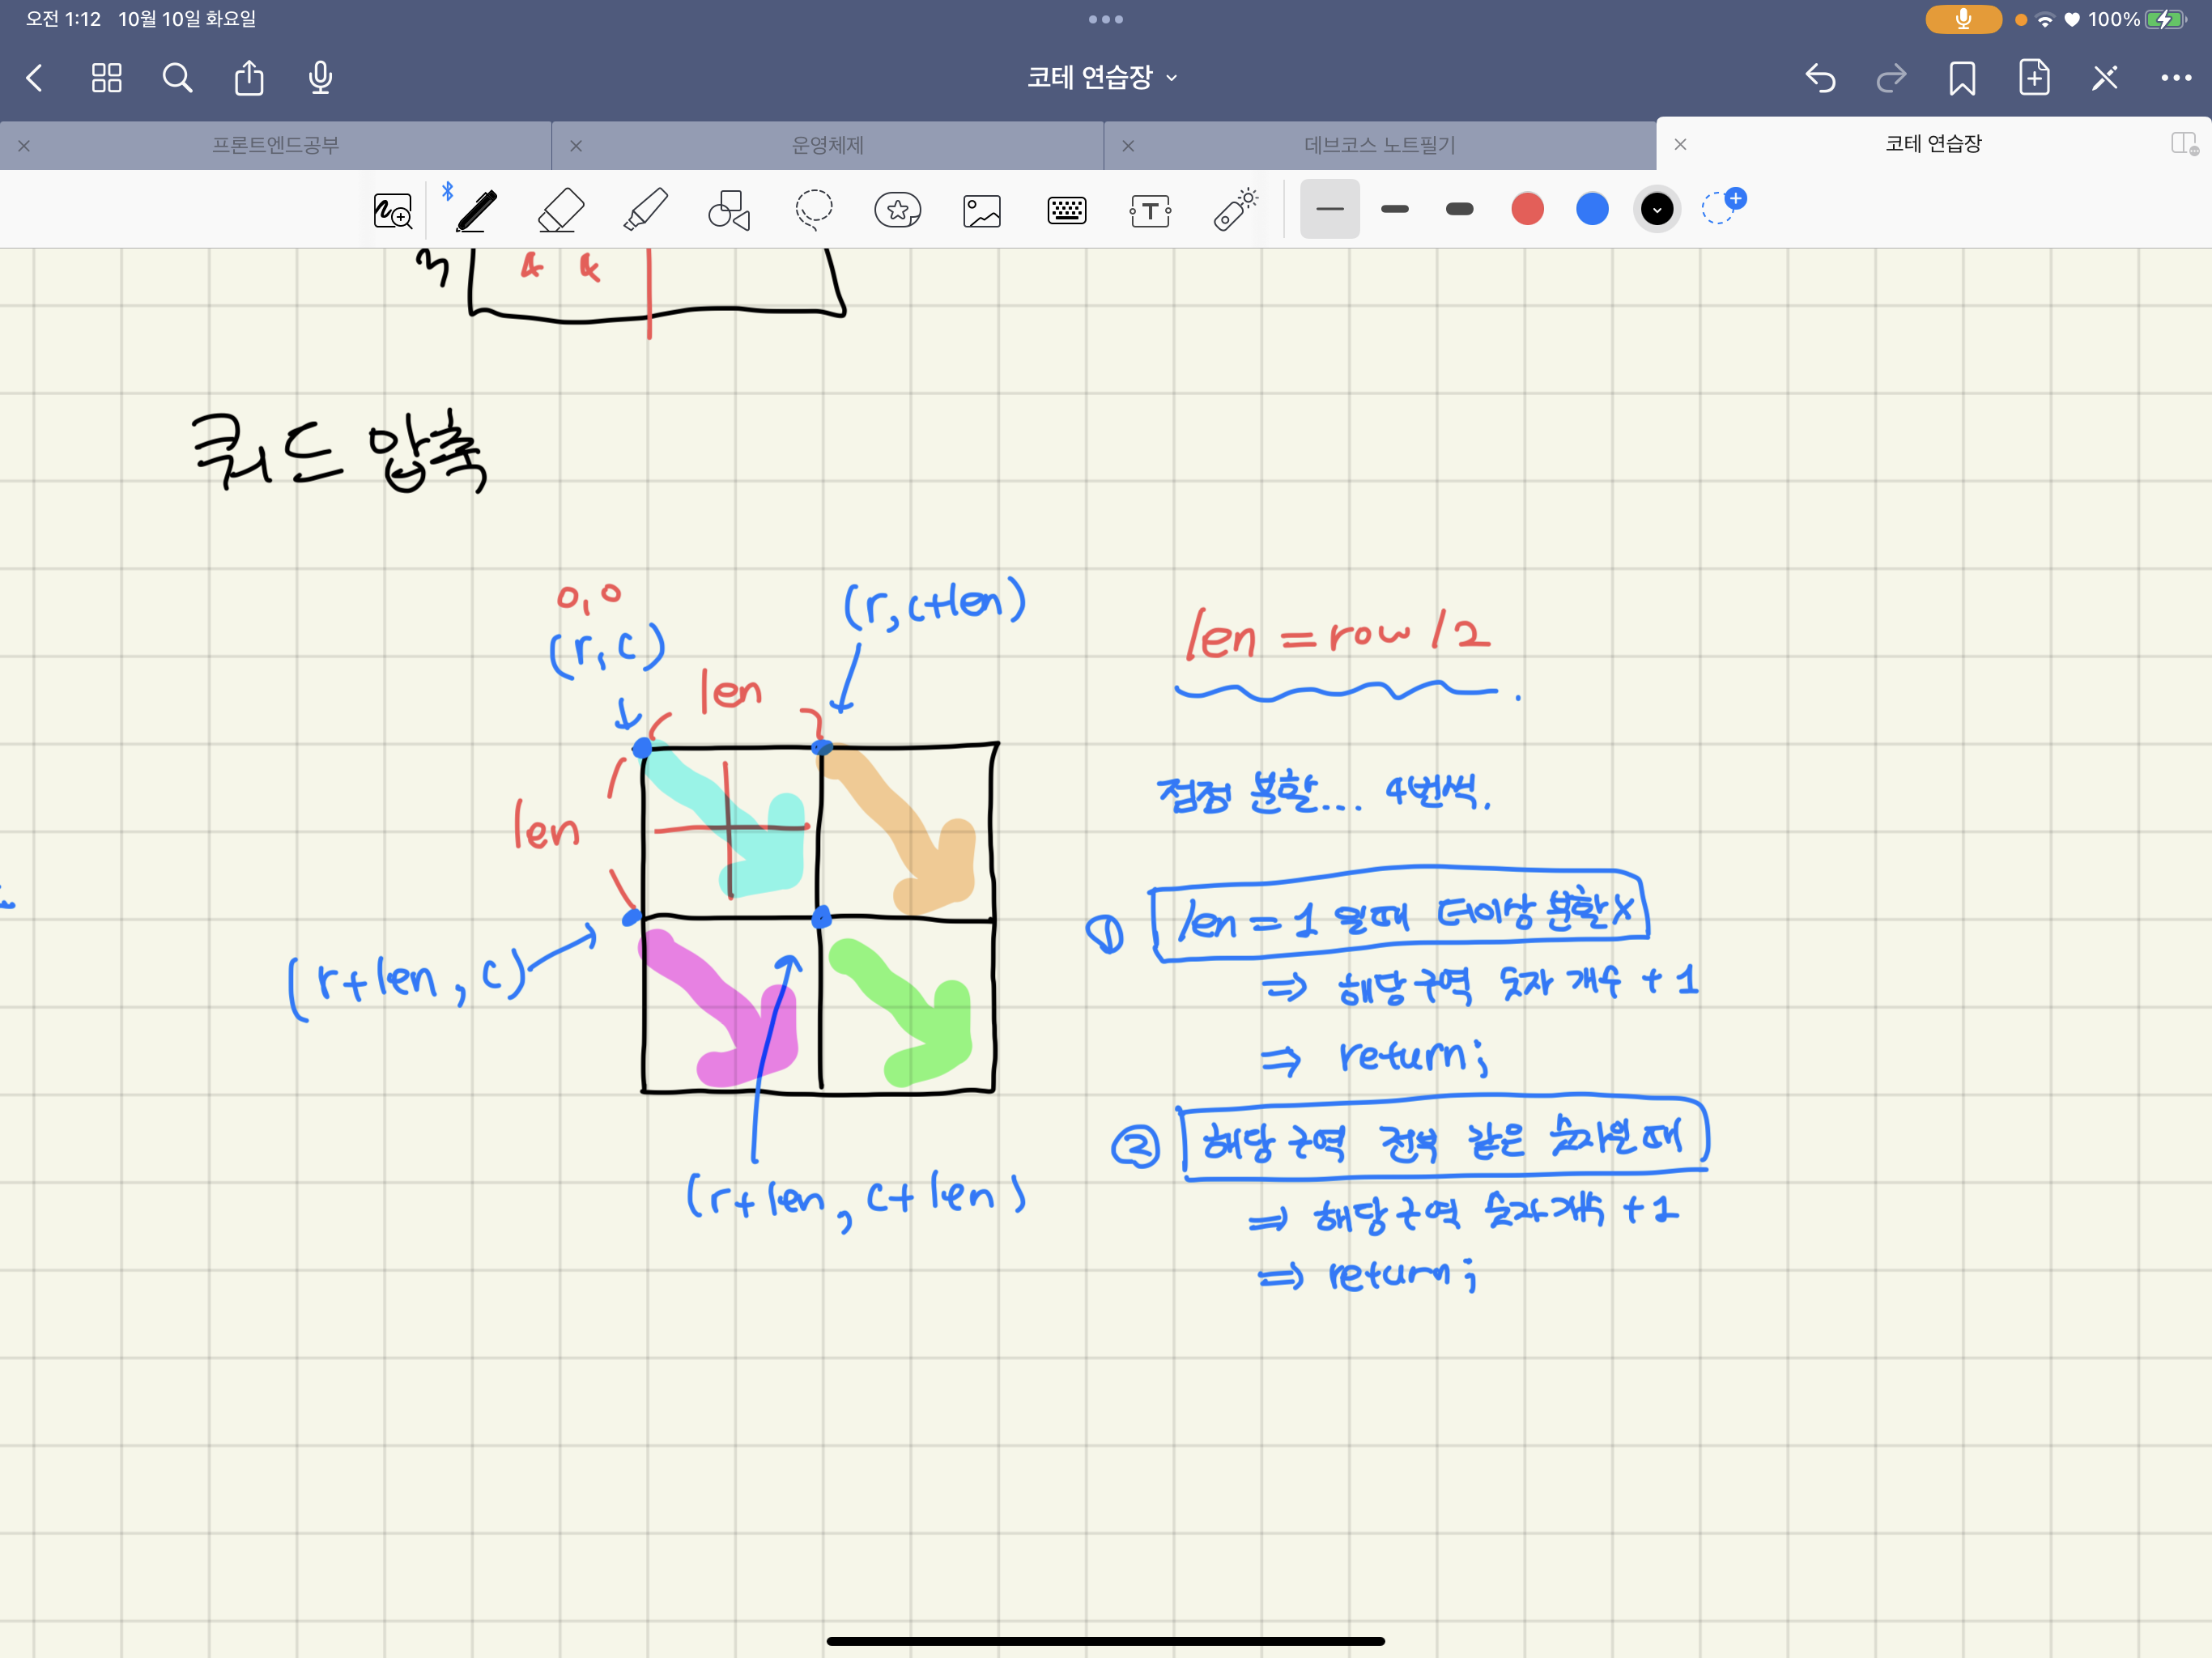 오전 1:12 10월 10일 화요일
100%
코테 연습장
프론트엔드공부
운영체제
데브코스 노트필기
코테 연습장
쿼드 압축
0,0
(r,c)
(r,c+len)
len
len
(r+len,c)
(r+len,c+len)
len=row/2
점점 분할... 4번씩.
① len=1 일때 더이상 분할X
⇒ 해당구역 숫자 개수 +1
⇒ return;
② 해당 구역 전부 같은 숫자일때
⇒ 해당구역 숫자개수 +1
⇒ return;